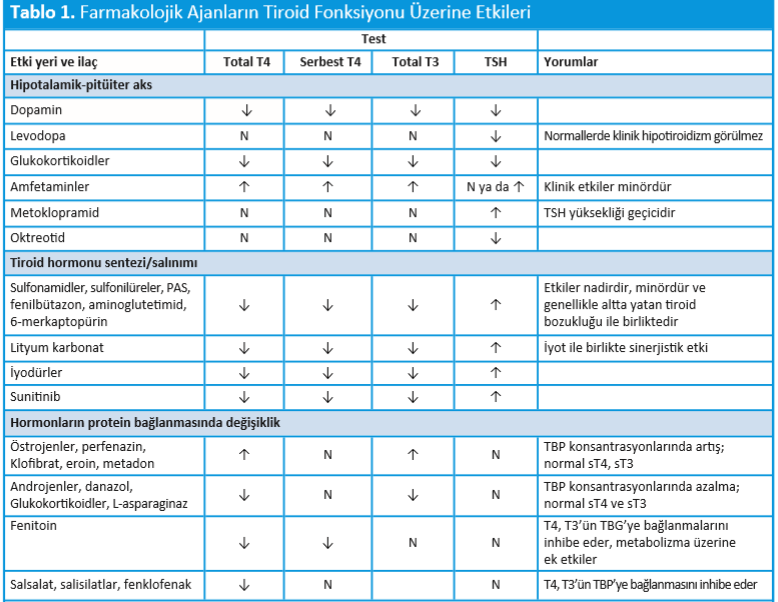 Tablo 1. Farmakolojik Ajanların Tiroid Fonksiyonu Üzerine Etkileri
Test
Etki yeri ve ilaç Total T4 Serbest T4 Total T3 TSH Yorumlar
Hipotalamik-pitüiter aks
Dopamin ↓ ↓ ↓ ↓
Levodopa N N N ↓ Normallerde klinik hipotiroidizm görülmez
Glukokortikoidler ↓ ↓ ↓ ↓
Amfetaminler ↑ ↑ ↑ N ya da ↑ Klinik etkiler minördür
Metoklopramid N N N ↑ TSH yüksekliği geçicidir
Oktreotid N N N ↓
Tiroid hormonu sentezi/salınımı
Sulfonamidler, sulfonilüreler, PAS, Etkiler nadirdir, minördür ve
fenilbütazon, aminoglutetimid, ↓ ↓ ↓ ↑ genellikle altta yatan tiroid
6-merkaptopürin bozukluğu ile birliktedir
Lityum karbonat ↓ ↓ ↓ ↑ İyot ile birlikte sinerjistik etki
İyodürler ↓ ↓ ↓ ↑
Sunitinib ↓ ↓ ↓ ↑
Hormonların protein bağlanmasında değişiklik
Östrojenler, perfenazin, ↑ N ↑ N TBP konsantrasyonlarında artış;
Klofibrat, eroin, metadon normal sT4, sT3
Androjenler, danazol, ↓ N ↓ N TBP konsantrasyonlarında azalma;
Glukokortikoidler, L-asparaginaz normal sT4 ve sT3
Fenitoin T4, T3’ün TBG’ye bağlanmalarını
↓ ↓ N N inhibe eder, metabolizma üzerine
ek etkiler
Salsalat, salisilatlar, fenklofenak ↓ N N T4, T3’ün TBP’ye bağlanmasını inhibe eder